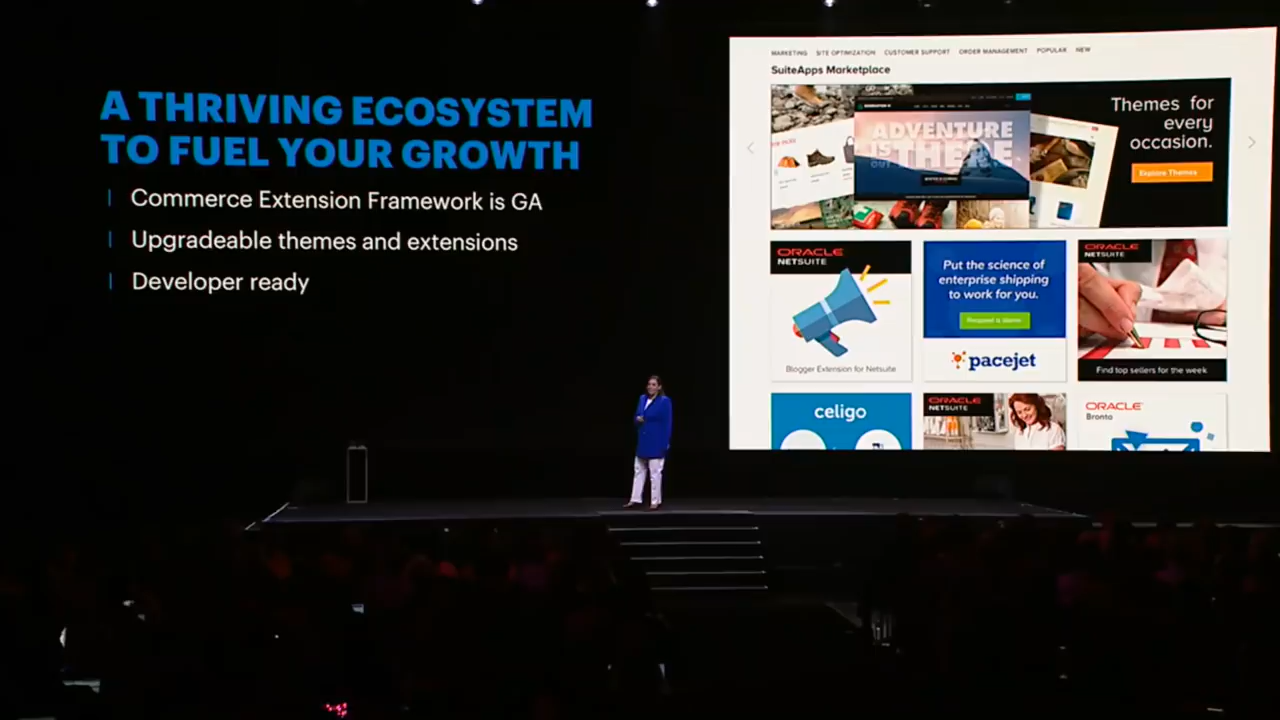 A THRIVING ECOSYSTEM
TO FUEL YOUR GROWTH
Commerce Extension Framework is GA
Upgradeable themes and extensions
Developer ready
MARKETING SITE OPTIMIZATION CUSTOMER SUPPORT ORDER MANAGEMENT POPULAR NEW
SuiteApps Marketplace
ADVENTURE
IS
OUT
THERE
Themes for
every
occasion.
Explore Themes
ORACLE
NETSUITE
Blogger Extension for Netsuite
Put the science of
enterprise shipping
to work for you.
Request a demo
pacejet
ORACLE
NETSUITE
Find top sellers for the week
celigo
ORACLE
NETSUITE
ORACLE
Bronto